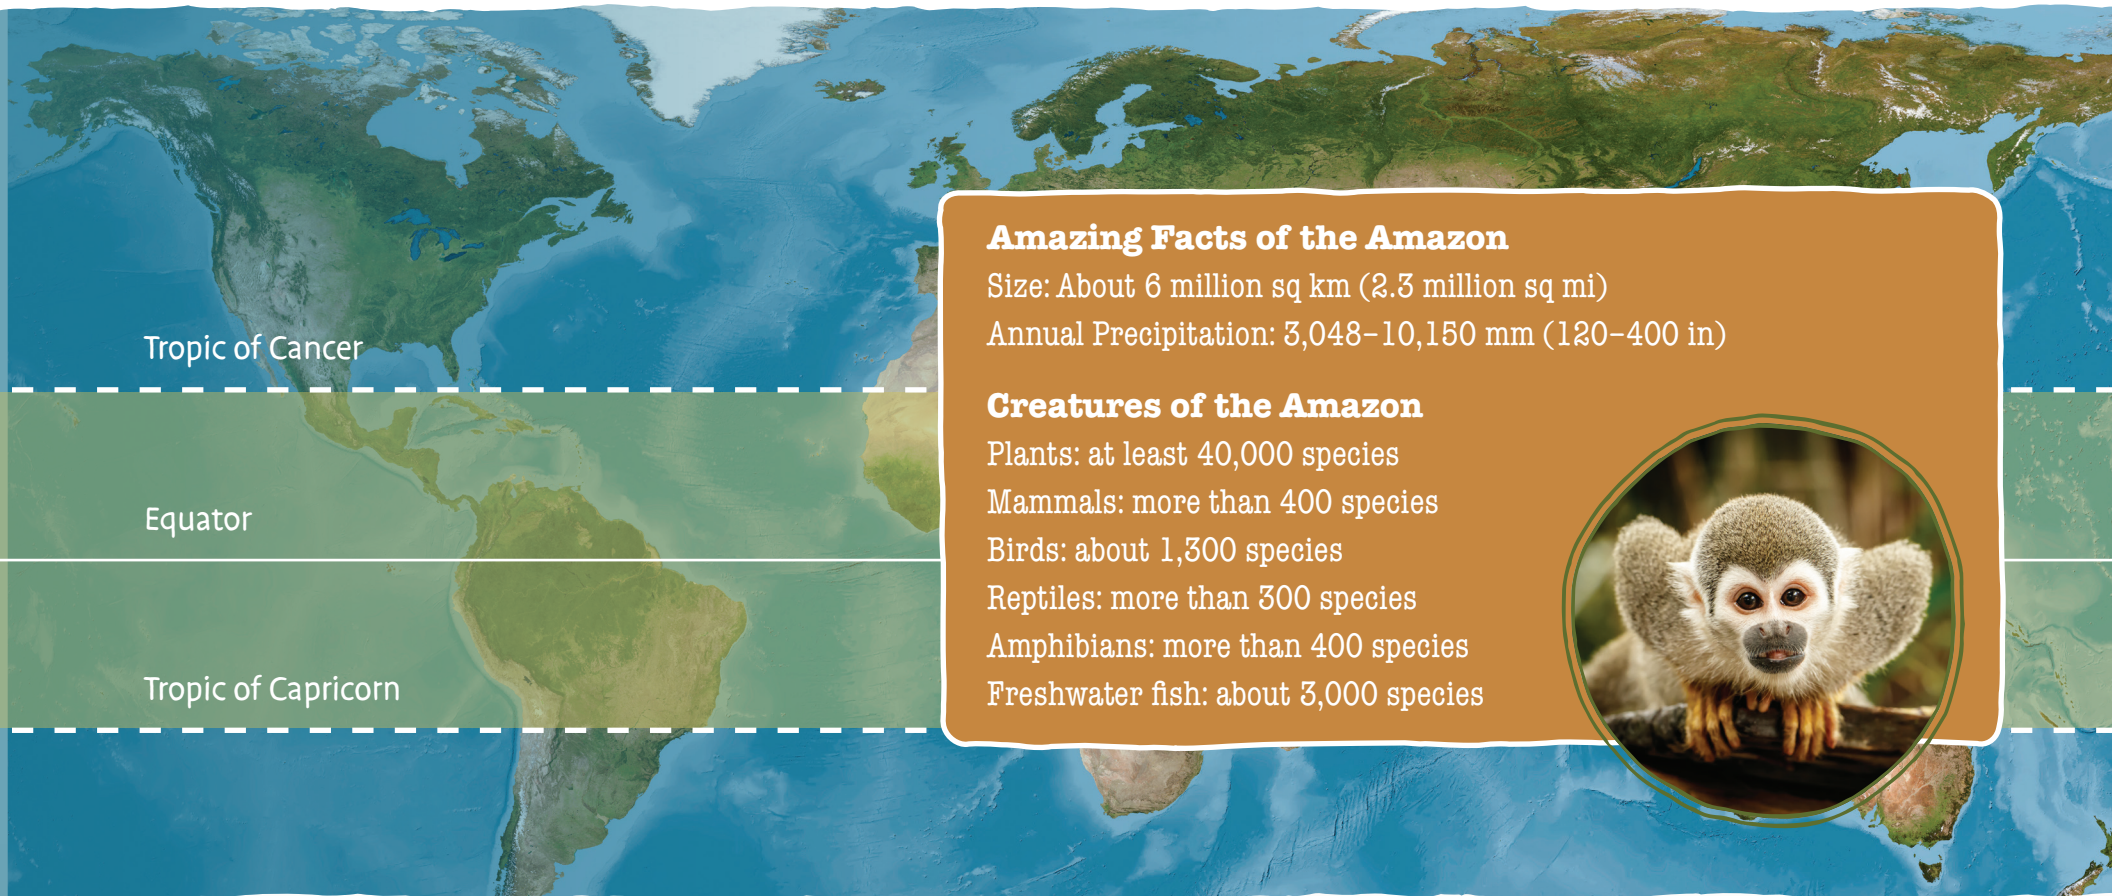 Amazing Facts of the Amazon
Size: About 6 million sq km (2.3 million sq mi)
Annual Precipitation: 3,048–10,150 mm (120–400 in)
Creatures of the Amazon
Plants: at least 40,000 species
Mammals: more than 400 species
Birds: about 1,300 species
Reptiles: more than 300 species
Amphibians: more than 400 species
Freshwater fish: about 3,000 species
Tropic of Cancer
Equator
Tropic of Capricorn